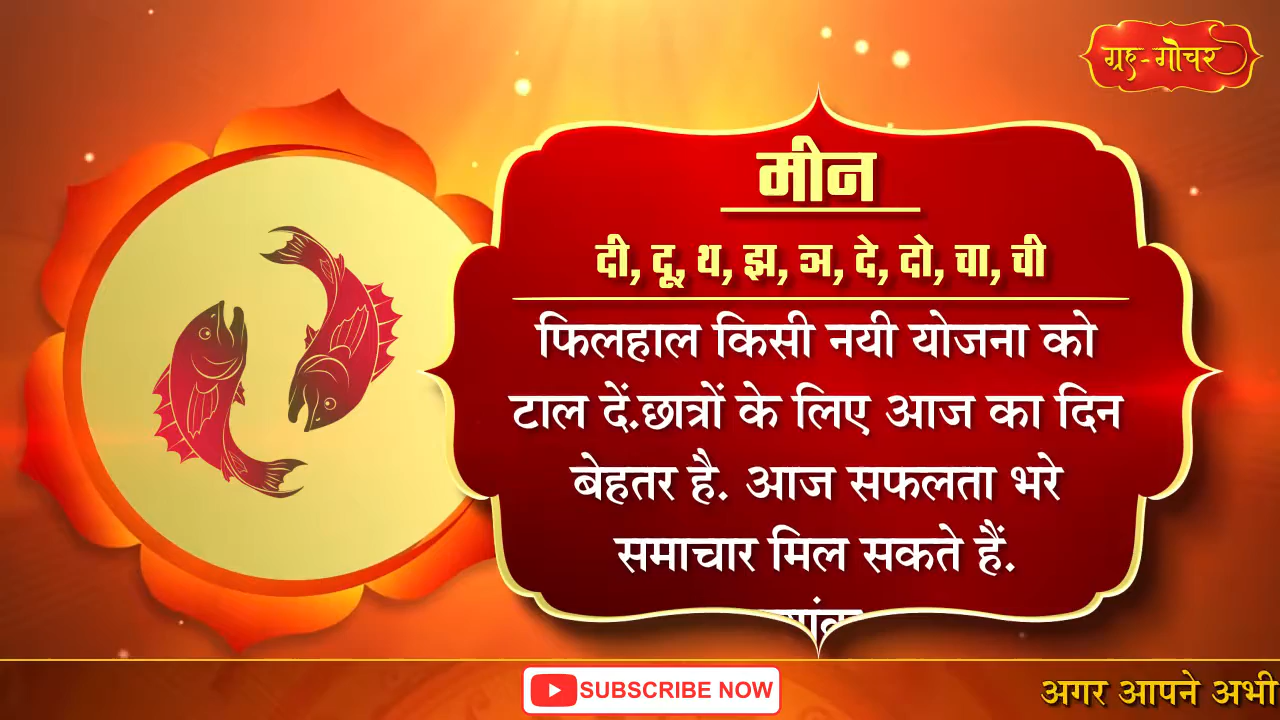 ग्रह-गोचर
मीन
दी, दू, थ, झ, ञ, दे, दो, चा, ची
फिलहाल किसी नयी योजना को
टाल दें.छात्रों के लिए आज का दिन
बेहतर है. आज सफलता भरे
समाचार मिल सकते हैं.
SUBSCRIBE NOW
अगर आपने अभी